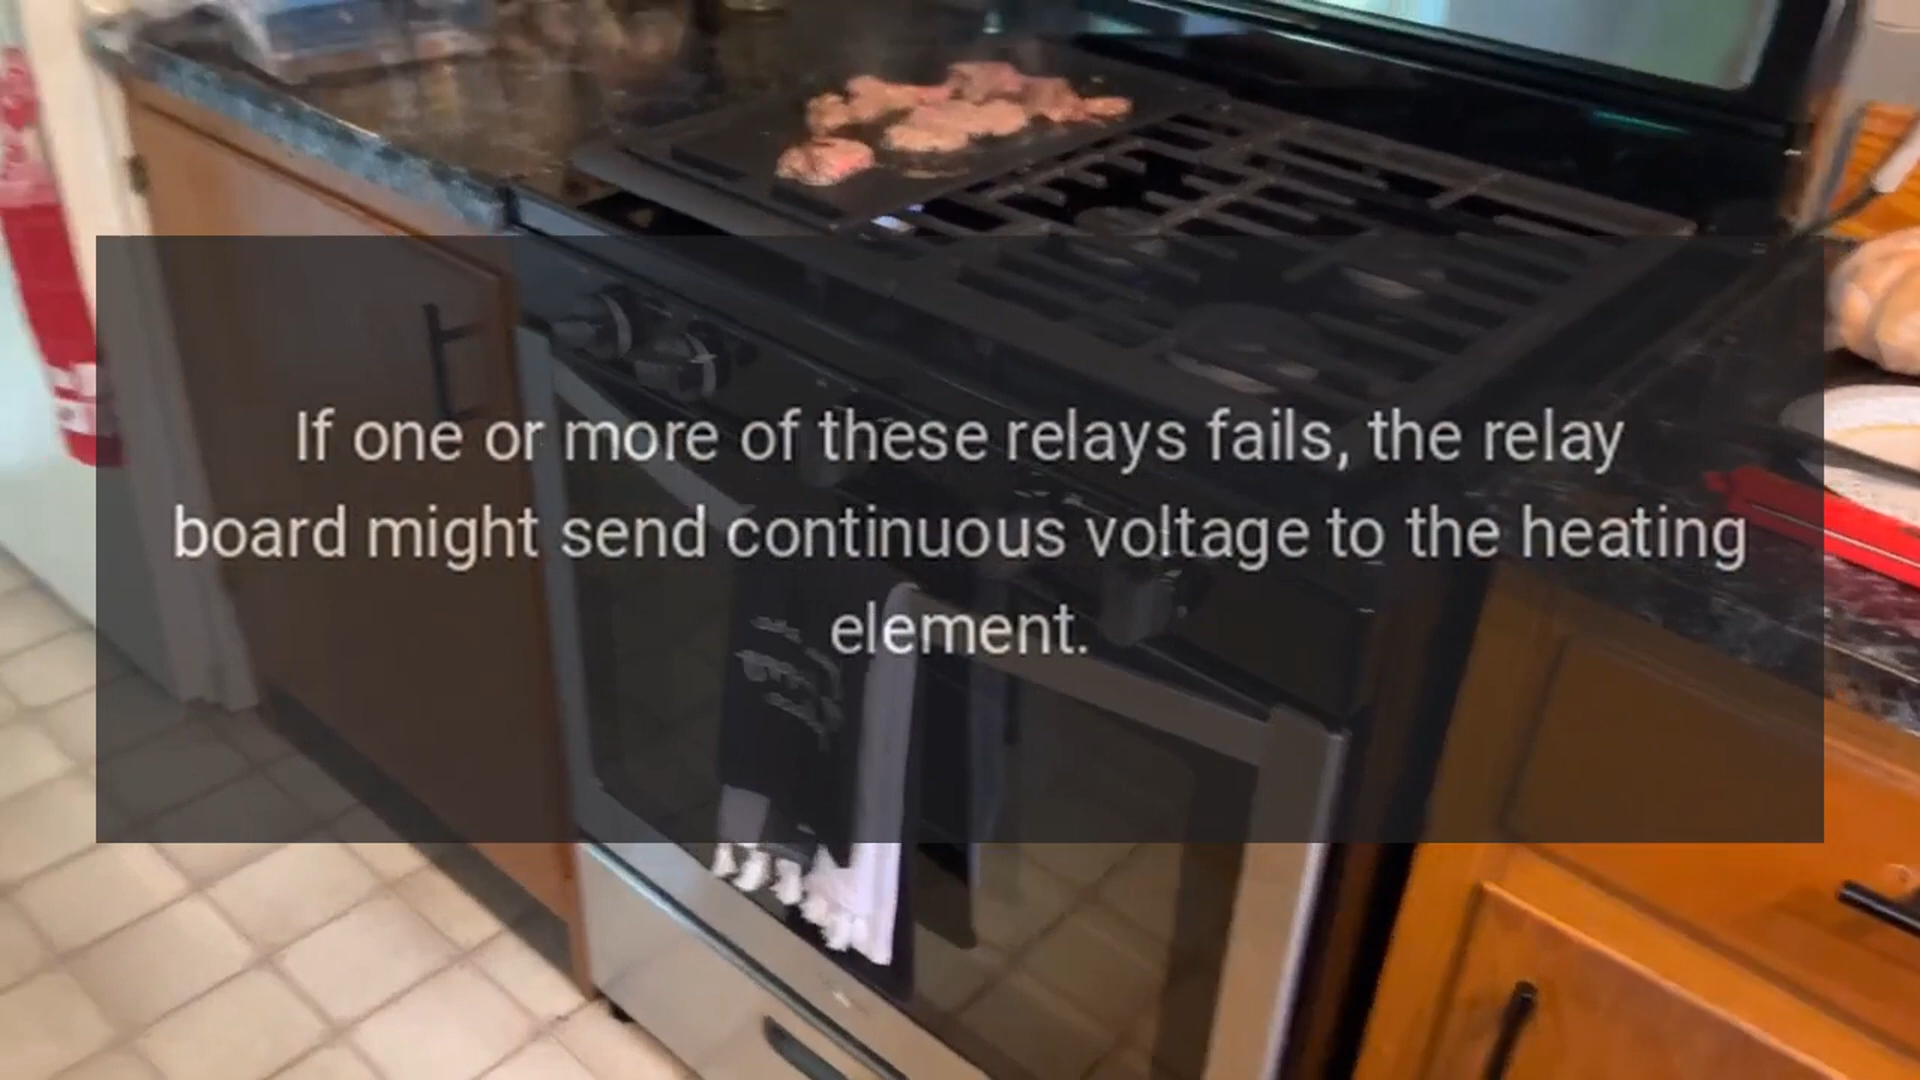 If one or more of these relays fails, the relay
board might send continuous voltage to the heating
element.